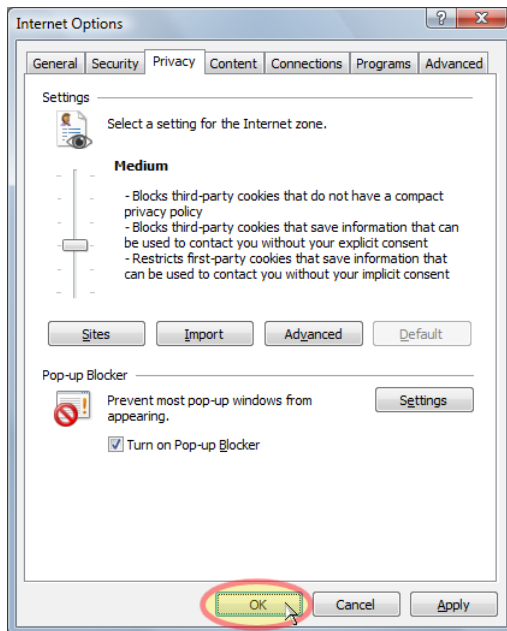 Internet Options
?
X
General Security Privacy Content Connections Programs Advanced
Settings
Select a setting for the Internet zone.
Medium
- Blocks third-party cookies that do not have a compact
privacy policy
- Blocks third-party cookies that save information that can
be used to contact you without your explicit consent
- Restricts first-party cookies that save information that
can be used to contact you without your implicit consent
Sites Import Advanced Default
Pop-up Blocker
Prevent most pop-up windows from
appearing.
Settings
Turn on Pop-up Blocker
OK Cancel Apply